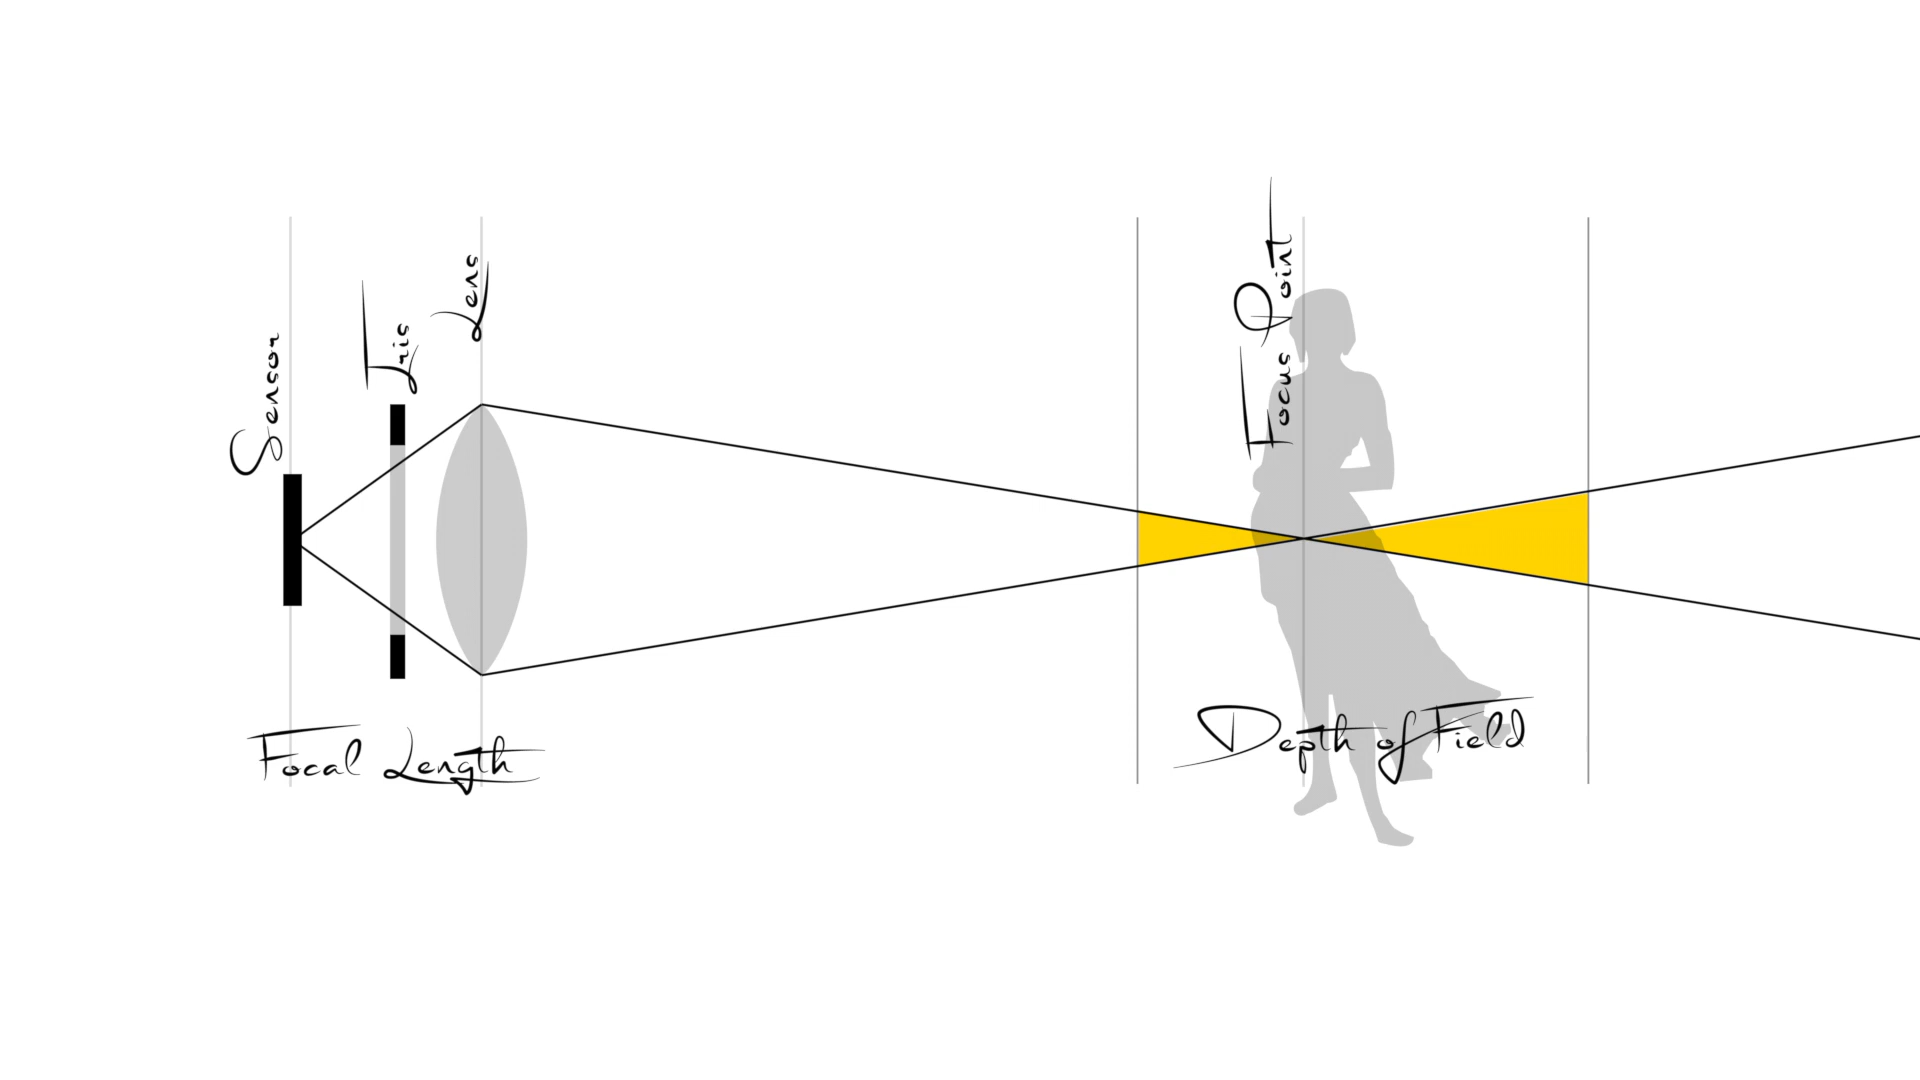 Sensor
Iris
Lens
Focus Point
Focal Length
Depth of Field